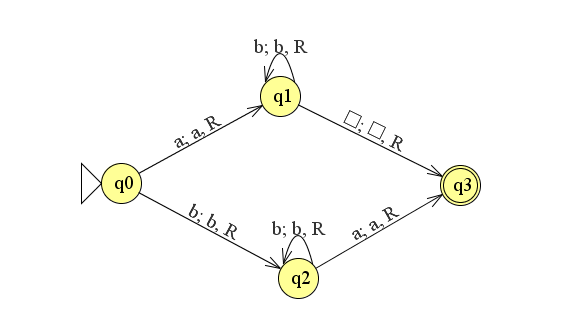 b; b, R
q1
a; a, R
□; □, R
q0
q3
b; b, R
b; b, R
a; a, R
q2